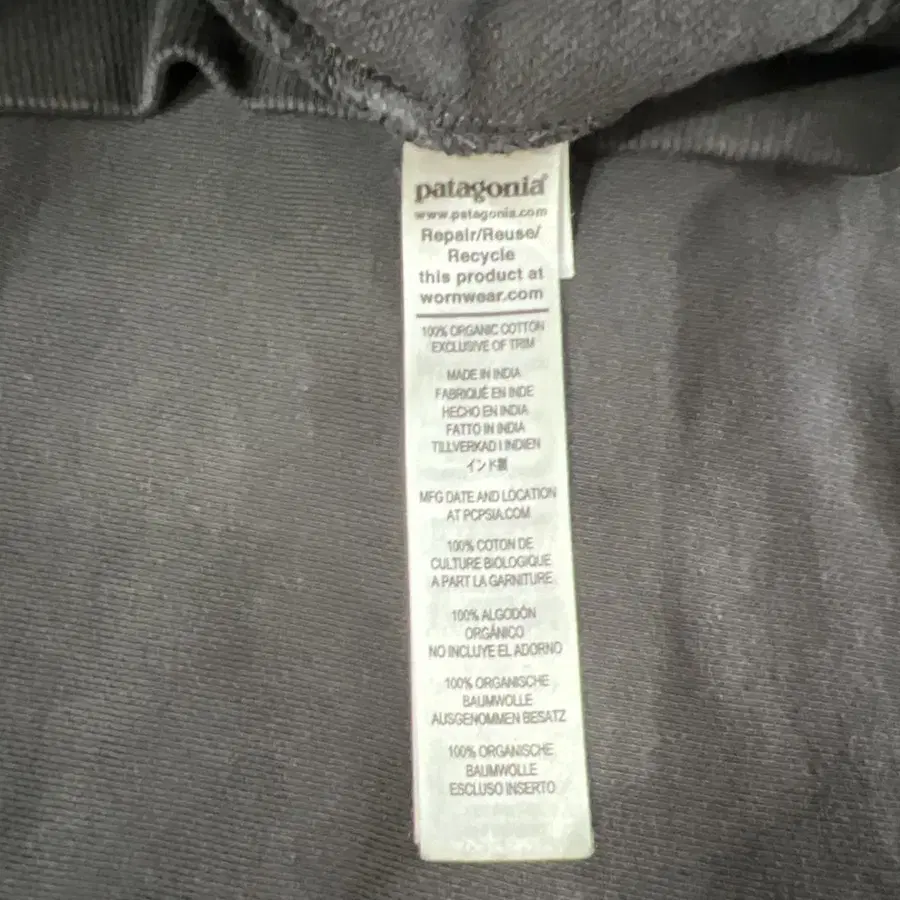 patagonia®
www.patagonia.com
Repair/Reuse/
Recycle
this product at
wornwear.com
100% ORGANIC COTTON
EXCLUSIVE OF TRIM
MADE IN INDIA
FABRIQUÉ EN INDE
HECHO EN INDIA
FATTO IN INDIA
TILLVERKAD I INDIEN
インド製
MFG DATE AND LOCATION
AT PCPSIA.COM
100% COTON DE
CULTURE BIOLOGIQUE
A PART LA GARNITURE
100% ALGODÓN
ORGÁNICO
NO INCLUYE EL ADORNO
100% ORGANISCHE
BAUMWOLLE
AUSGENOMMEN BESATZ
100% ORGANISCHE
BAUMWOLLE
ESCLUSO INSERTO